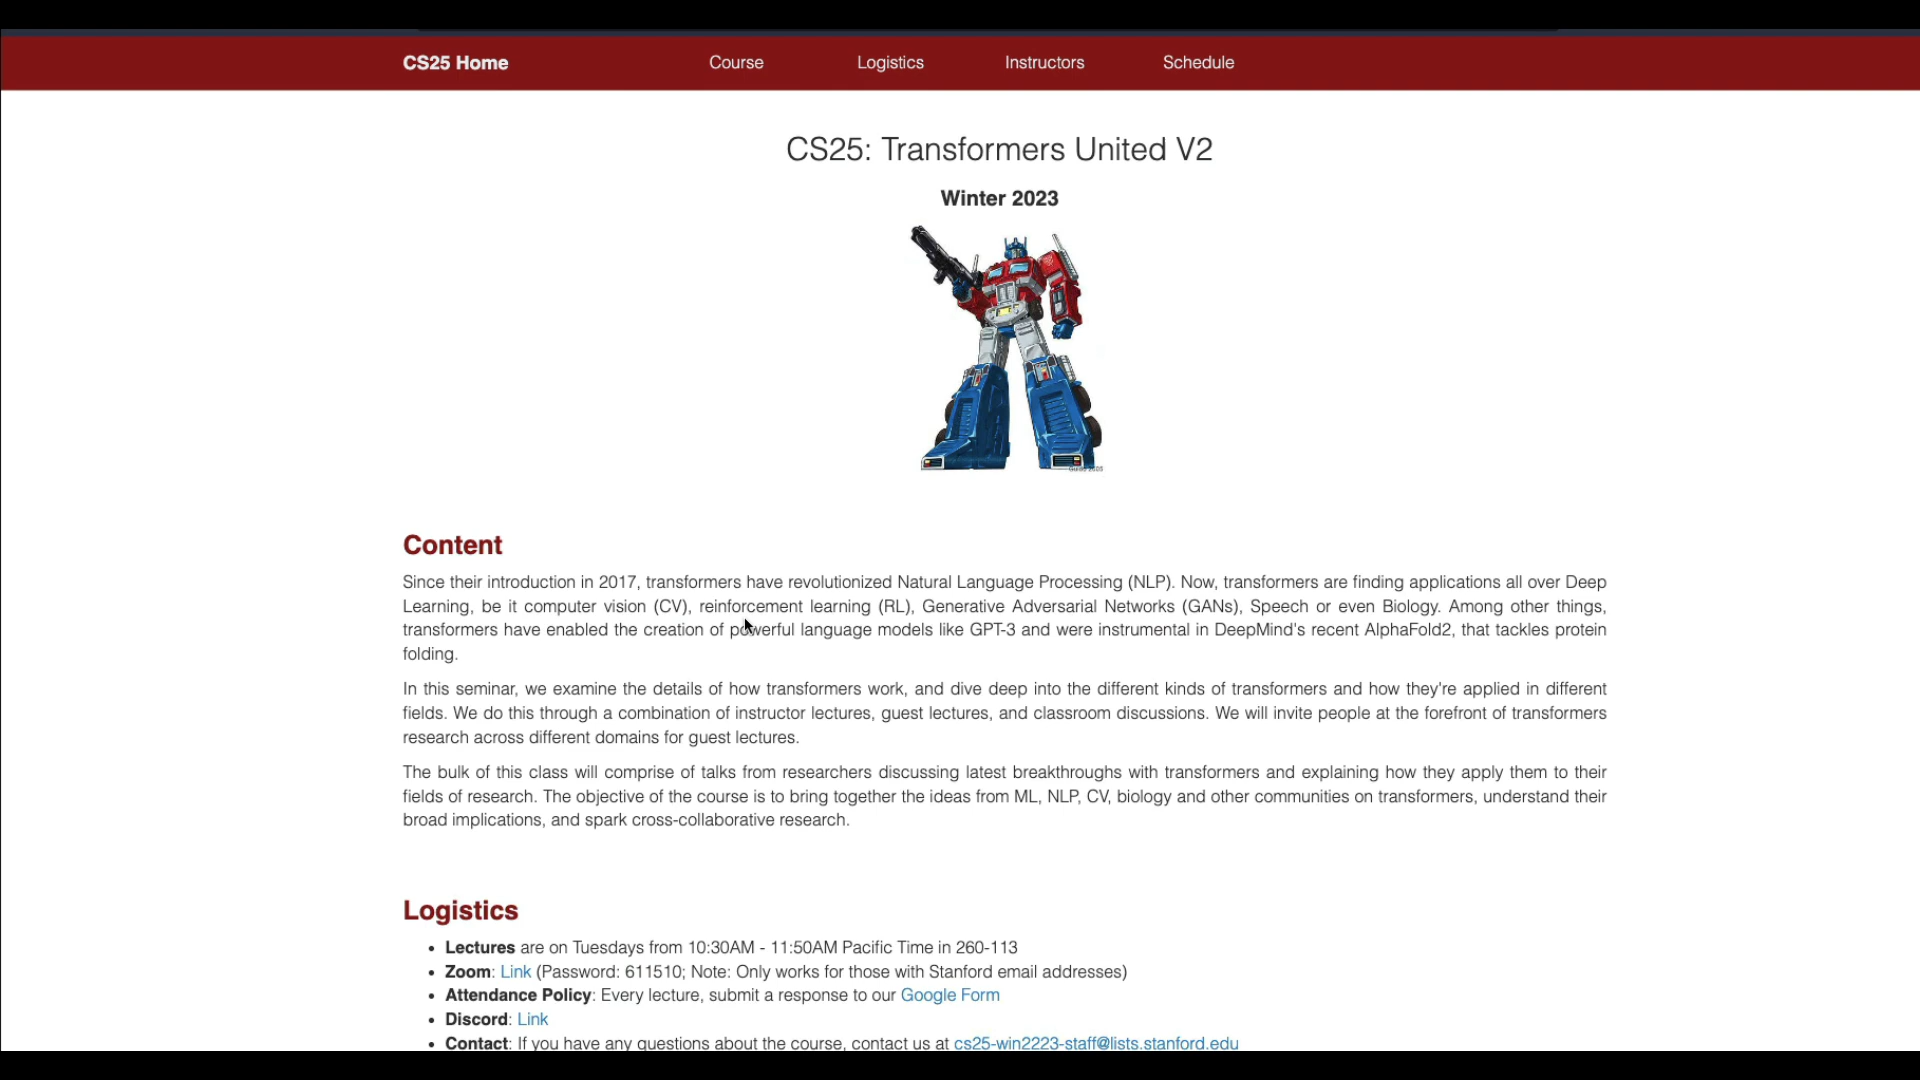 CS25 Home Course Logistics Instructors Schedule
CS25: Transformers United V2
Winter 2023
Content
Since their introduction in 2017, transformers have revolutionized Natural Language Processing (NLP). Now, transformers are finding applications all over Deep
Learning, be it computer vision (CV), reinforcement learning (RL), Generative Adversarial Networks (GANs), Speech or even Biology. Among other things,
transformers have enabled the creation of powerful language models like GPT-3 and were instrumental in DeepMind's recent AlphaFold2, that tackles protein
folding.
In this seminar, we examine the details of how transformers work, and dive deep into the different kinds of transformers and how they're applied in different
fields. We do this through a combination of instructor lectures, guest lectures, and classroom discussions. We will invite people at the forefront of transformers
research across different domains for guest lectures.
The bulk of this class will comprise of talks from researchers discussing latest breakthroughs with transformers and explaining how they apply them to their
fields of research. The objective of the course is to bring together the ideas from ML, NLP, CV, biology and other communities on transformers, understand their
broad implications, and spark cross-collaborative research.
Logistics
• Lectures are on Tuesdays from 10:30AM - 11:50AM Pacific Time in 260-113
• Zoom: Link (Password: 611510; Note: Only works for those with Stanford email addresses)
• Attendance Policy: Every lecture, submit a response to our Google Form
• Discord: Link
• Contact: If you have any questions about the course, contact us at cs25-win2223-staff@lists.stanford.edu